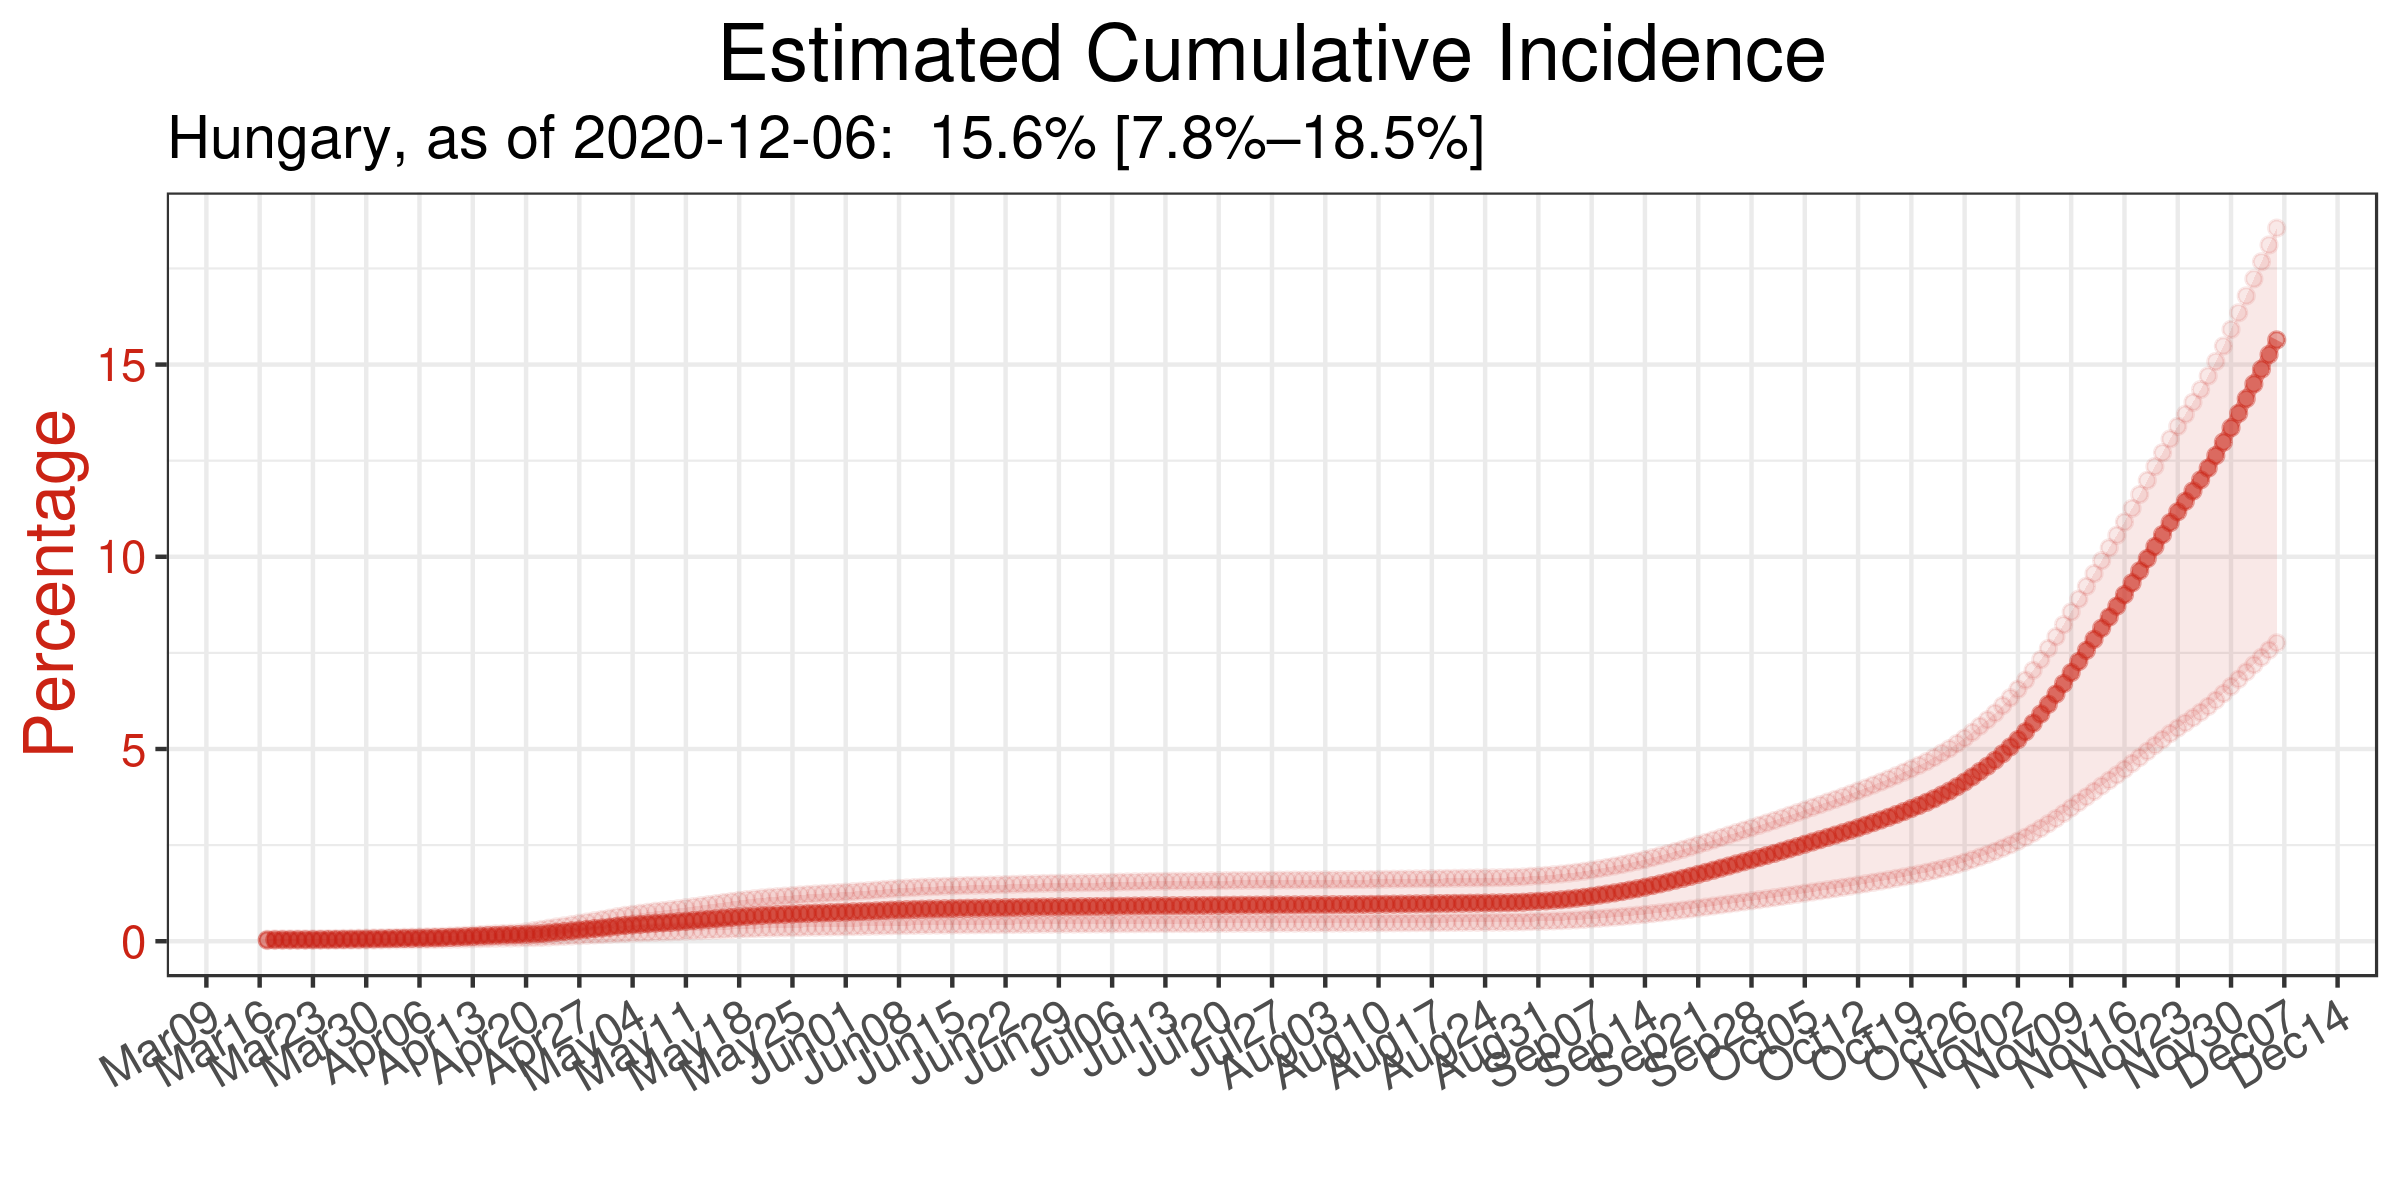 Estimated Cumulative Incidence
Hungary, as of 2020-12-06:  15.6% [7.8%–18.5%]
Percentage
15
10
5
0
Mar09
Mar16
Mar23
Mar30
Apr06
Apr13
Apr20
Apr27
May04
May11
May18
May25
Jun01
Jun08
Jun15
Jun22
Jun29
Jul06
Jul13
Jul20
Jul27
Aug03
Aug10
Aug17
Aug24
Aug31
Sep07
Sep14
Sep21
Sep28
Oct05
Oct12
Oct19
Oct26
Nov02
Nov09
Nov16
Nov23
Nov30
Dec07
Dec14